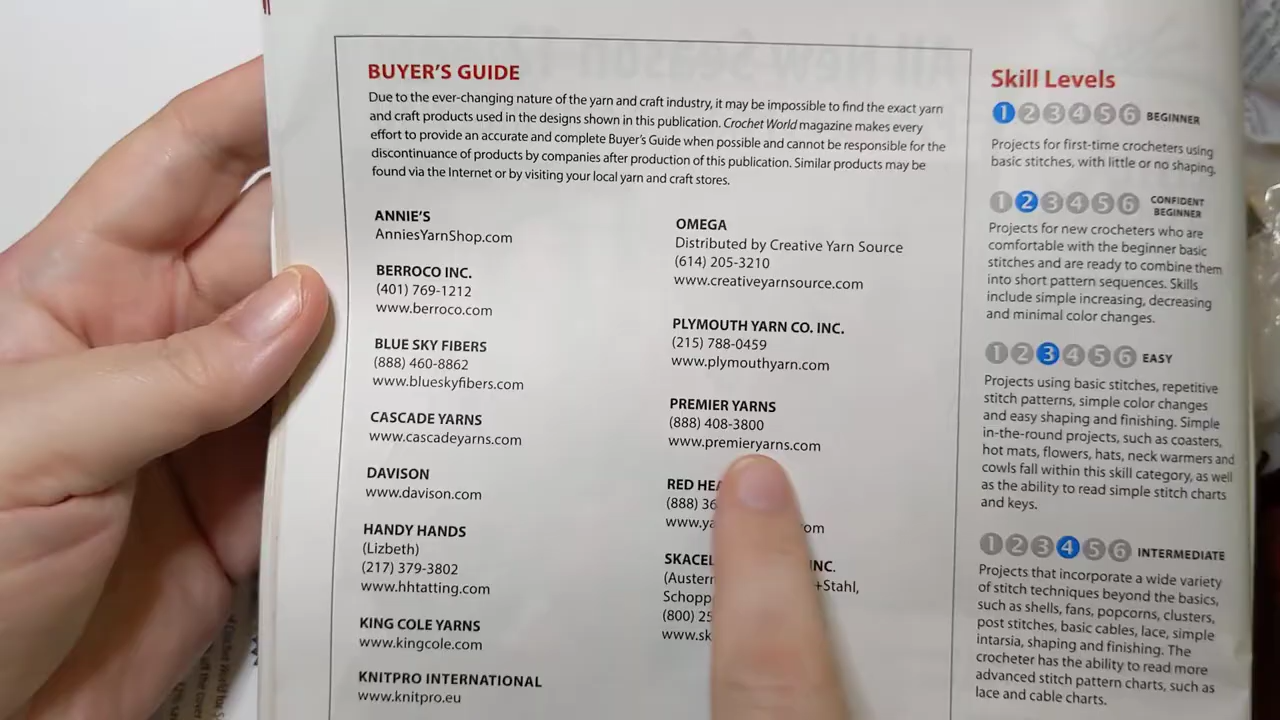 BUYER'S GUIDE
Due to the ever-changing nature of the yarn and craft industry, it may be impossible to find the exact yarn
and craft products used in the designs shown in this publication. Crochet World magazine makes every
effort to provide an accurate and complete Buyer's Guide when possible and cannot be responsible for the
discontinuance of products by companies after production of this publication. Similar products may be
found via the Internet or by visiting your local yarn and craft stores.
ANNIE'S
AnniesYarnShop.com
BERROCO INC.
(401) 769-1212
www.berroco.com
BLUE SKY FIBERS
(888) 460-8862
www.blueskyfibers.com
CASCADE YARNS
www.cascadeyarns.com
DAVISON
www.davison.com
HANDY HANDS
(Lizbeth)
(217) 379-3802
www.hhtatting.com
KING COLE YARNS
www.kingcole.com
KNITPRO INTERNATIONAL
www.knitpro.eu
OMEGA
Distributed by Creative Yarn Source
(614) 205-3210
www.creativeyarnsource.com
PLYMOUTH YARN CO. INC.
(215) 788-0459
www.plymouthyarn.com
PREMIER YARNS
(888) 408-3800
www.premieryarns.com
RED
(888)
SKACEL INC.
+Stahl,
(800)
Skill Levels
1 2 3 4 5 6 BEGINNER
Projects for first-time crocheters using
basic stitches, with little or no shaping.
1 2 3 4 5 6 CONFIDENT
BEGINNER
Projects for new crocheters who are
comfortable with the beginner basic
stitches and are ready to combine them
into short pattern sequences. Skills
include simple increasing, decreasing
and minimal color changes.
1 2 3 4 5 6 EASY
Projects using basic stitches, repetitive
stitch patterns, simple color changes
and easy shaping and finishing. Simple
in-the-round projects, such as coasters,
hot mats, flowers, hats, neck warmers and
cowls fall within this skill category, as well
as the ability to read simple stitch charts
and keys.
1 2 3 4 5 6 INTERMEDIATE
Projects that incorporate a wide variety
of stitch techniques beyond the basics,
such as shells, fans, popcorns, clusters,
post stitches, basic cables, lace, simple
intarsia, shaping and finishing. The
crocheter has the ability to read more
advanced stitch pattern charts, such as
lace and cable charts.